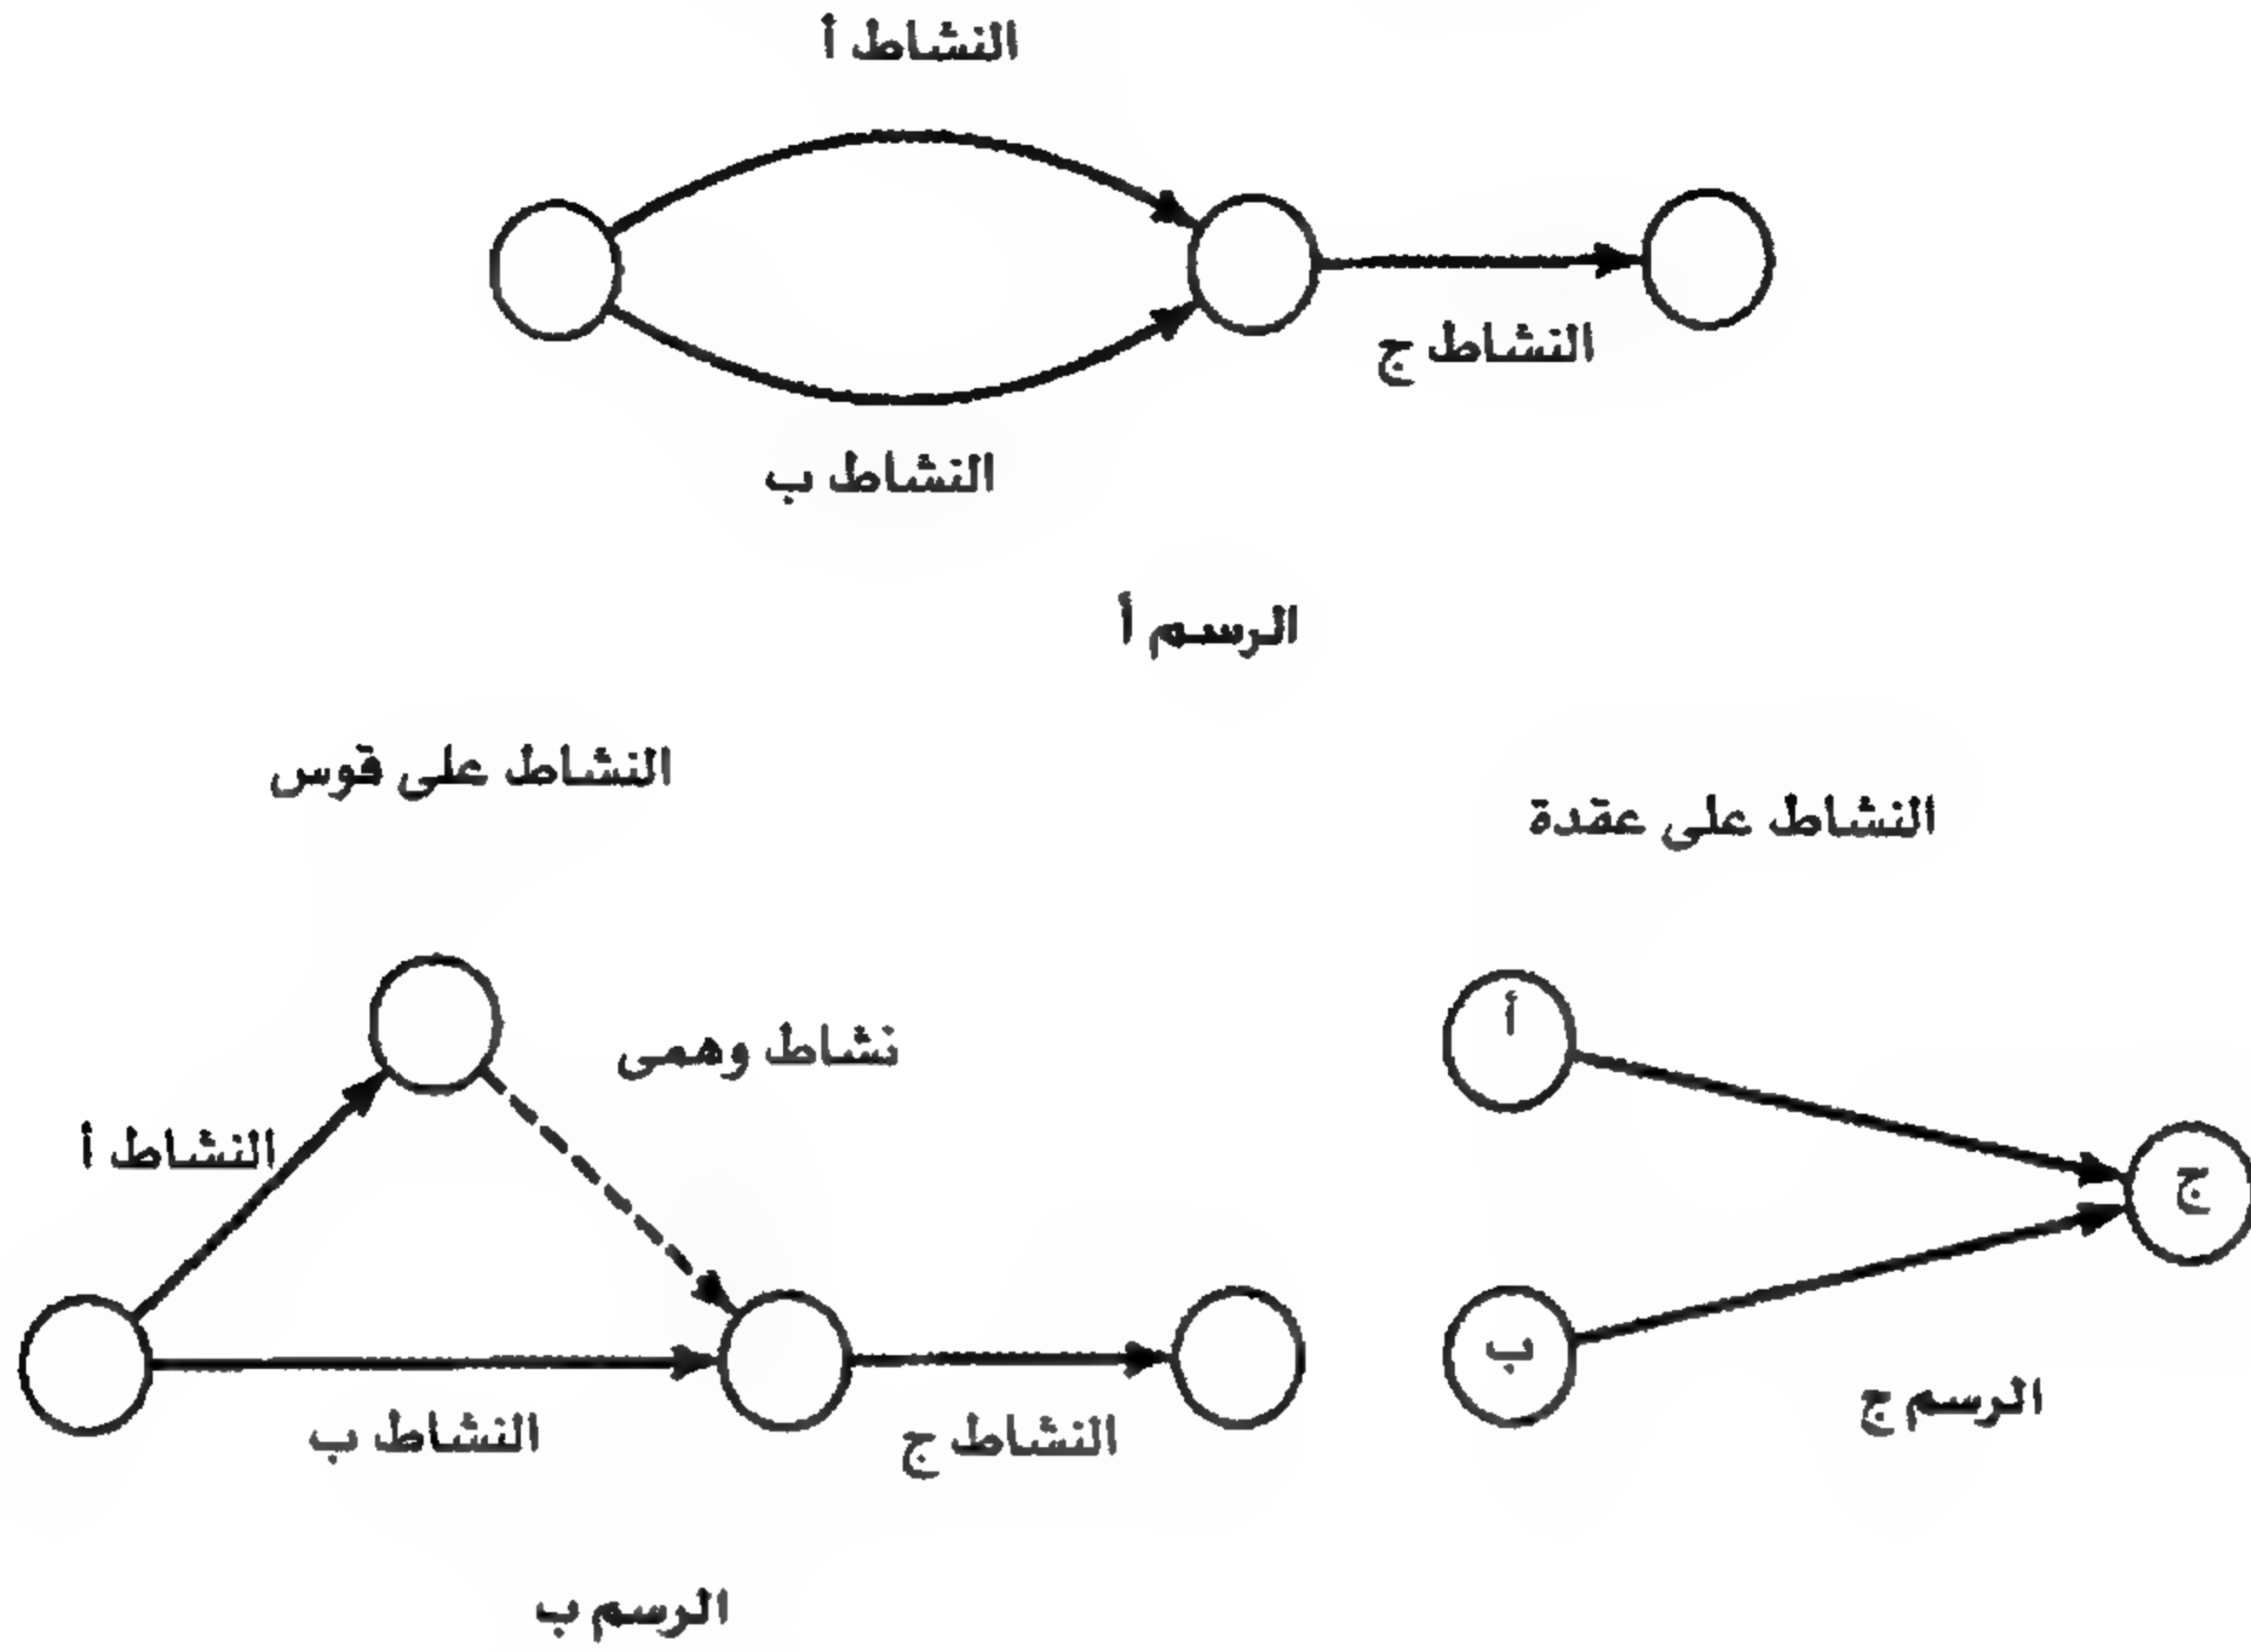 النشاط أ
النشاط ج
النشاط ب
الرسم أ
النشاط على قوس
النشاط على عقدة
أ
نشاط وهمى
النشاط أ
ج
ب
الرسم ج
النشاط ب
النشاط ج
الرسم ب